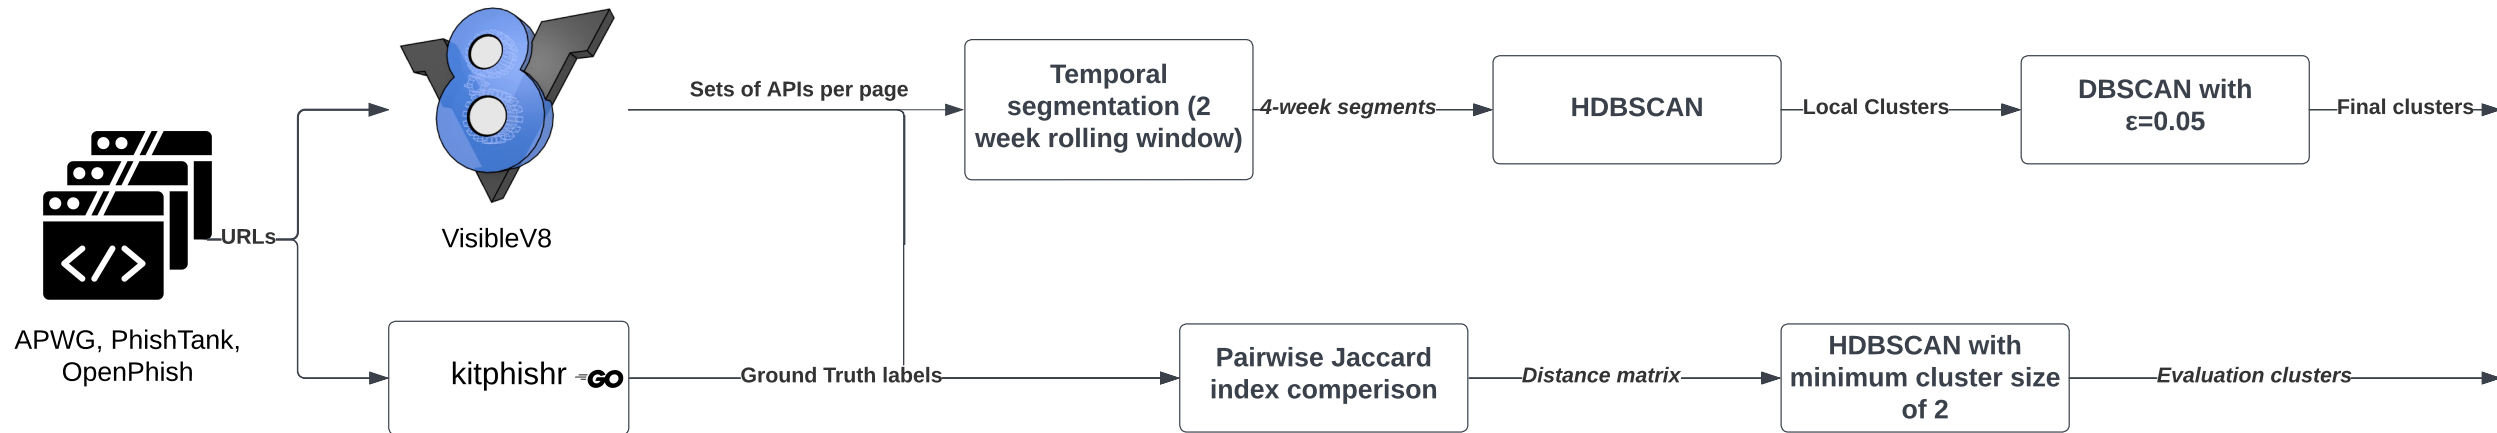 APWG, PhishTank,
OpenPhish
URLs
VisibleV8
Sets of APIs per page
Temporal
segmentation (2
week rolling window)
4-week segments
HDBSCAN
Local Clusters
DBSCAN with
ε=0.05
Final clusters
kitphishr GO
Ground Truth labels
Pairwise Jaccard
index comparison
Distance matrix
HDBSCAN with
minimum cluster size
of 2
Evaluation clusters